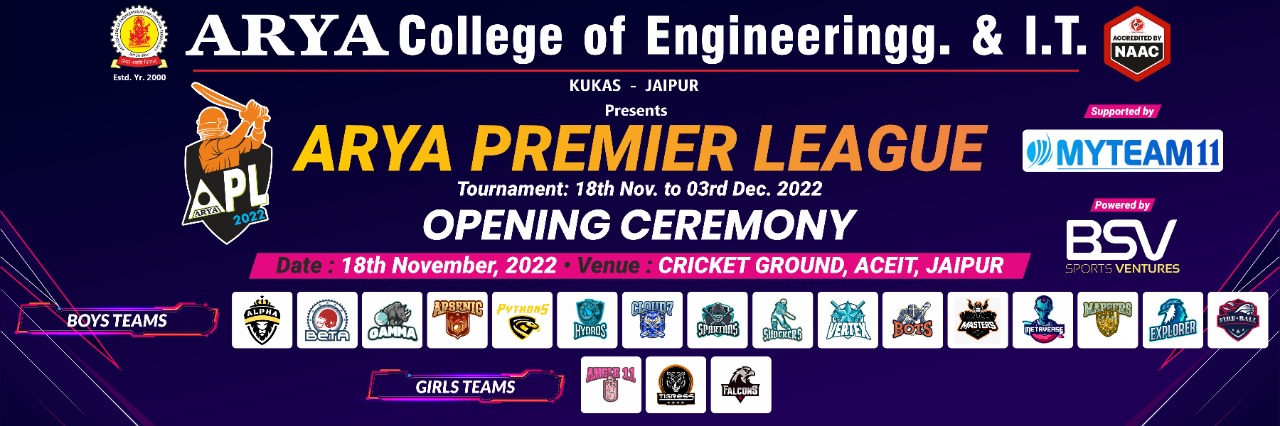 ARYA College of Engineeringg. & I.T.
Estd. Yr. 2000
ACCREDITED BY
NAAC
KUKAS - JAIPUR
Presents
ARYA PREMIER LEAGUE
Tournament: 18th Nov. to 03rd Dec. 2022
OPENING CEREMONY
Date : 18th November, 2022 • Venue : CRICKET GROUND, ACEIT, JAIPUR
APL
ARYA
2022
Supported by
MYTEAM11
Powered by
BSV
SPORTS VENTURES
BOYS TEAMS
ALPHA
BETA
GAMMA
ARSENIC
PYTHONS
HYDROS
CLOUD7
SPARTANS
SHOCKERS
VERTEX
BOTS
MASTERS
METAVERSE
MAPPERS
EXPLORER
FIRE BALL
GIRLS TEAMS
ANGLE 11
TIGRESS
FALCONS